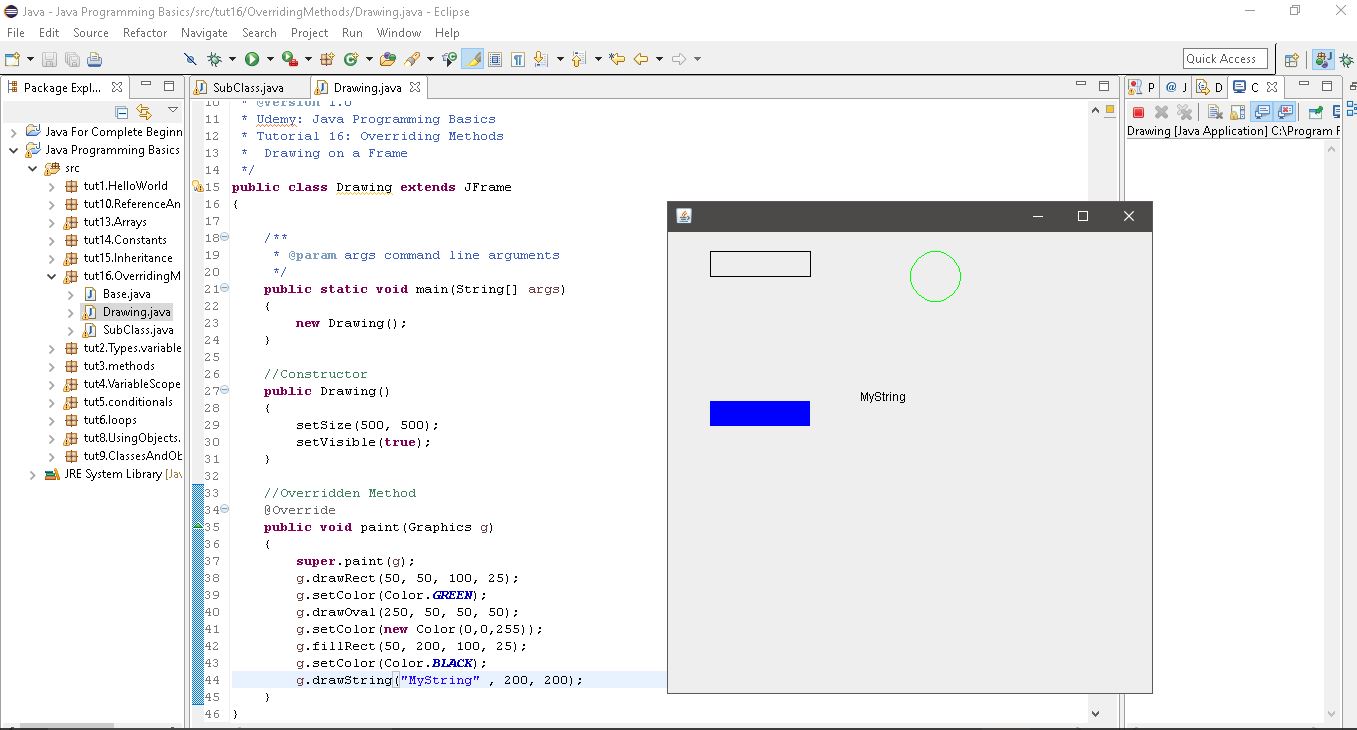 Java - Java Programming Basics/src/tut16/OverridingMethods/Drawing.java - Eclipse
File Edit Source Refactor Navigate Search Project Run Window Help
Quick Access
Package Expl...
SubClass.java
Drawing.java
P @ J D C
Drawing [Java Application] C:\Program F
Java For Complete Beginn
Java Programming Basics
src
tut1.HelloWorld
tut10.ReferenceAn
tut13.Arrays
tut14.Constants
tut15.Inheritance
tut16.OverridingM
Base.java
Drawing.java
SubClass.java
tut2.Types.variable
tut3.methods
tut4.VariableScope
tut5.conditionals
tut6.loops
tut8.UsingObjects.
tut9.ClassesAndOb
JRE System Library [Jav
10 * @version 1.0
11 * Udemy: Java Programming Basics
12 * Tutorial 16: Overriding Methods
13 *  Drawing on a Frame
14 */
15 public class Drawing extends JFrame
16 {
17
18 /**
19 * @param args command line arguments
20 */
21 public static void main(String[] args)
22 {
23 new Drawing();
24 }
25
26 //Constructor
27 public Drawing()
28 {
29 setSize(500, 500);
30 setVisible(true);
31 }
32
33 //Overridden Method
34 @Override
35 public void paint(Graphics g)
36 {
37 super.paint(g);
38 g.drawRect(50, 50, 100, 25);
39 g.setColor(Color.GREEN);
40 g.drawOval(250, 50, 50, 50);
41 g.setColor(new Color(0,0,255));
42 g.fillRect(50, 200, 100, 25);
43 g.setColor(Color.BLACK);
44 g.drawString("MyString" , 200, 200);
45 }
46 }
MyString